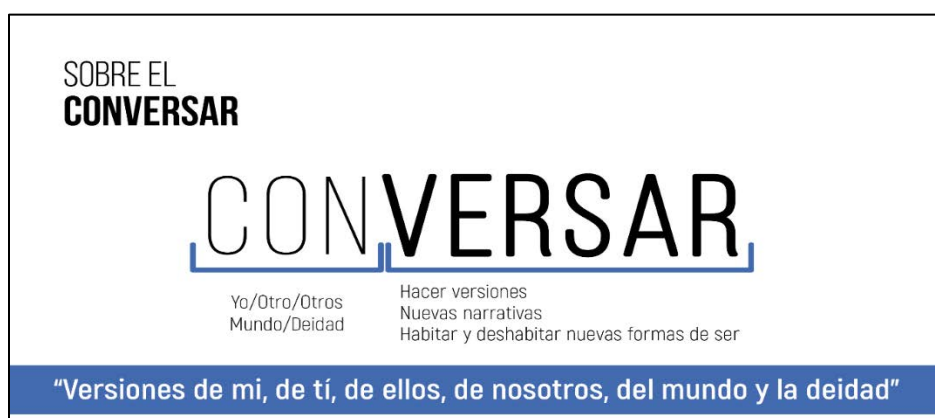 SOBRE EL
CONVERSAR
CONVERSAR
Yo/Otro/Otros
Mundo/Deidad
Hacer versiones
Nuevas narrativas
Habitar y deshabitar nuevas formas de ser
“Versiones de mi, de tí, de ellos, de nosotros, del mundo y la deidad”